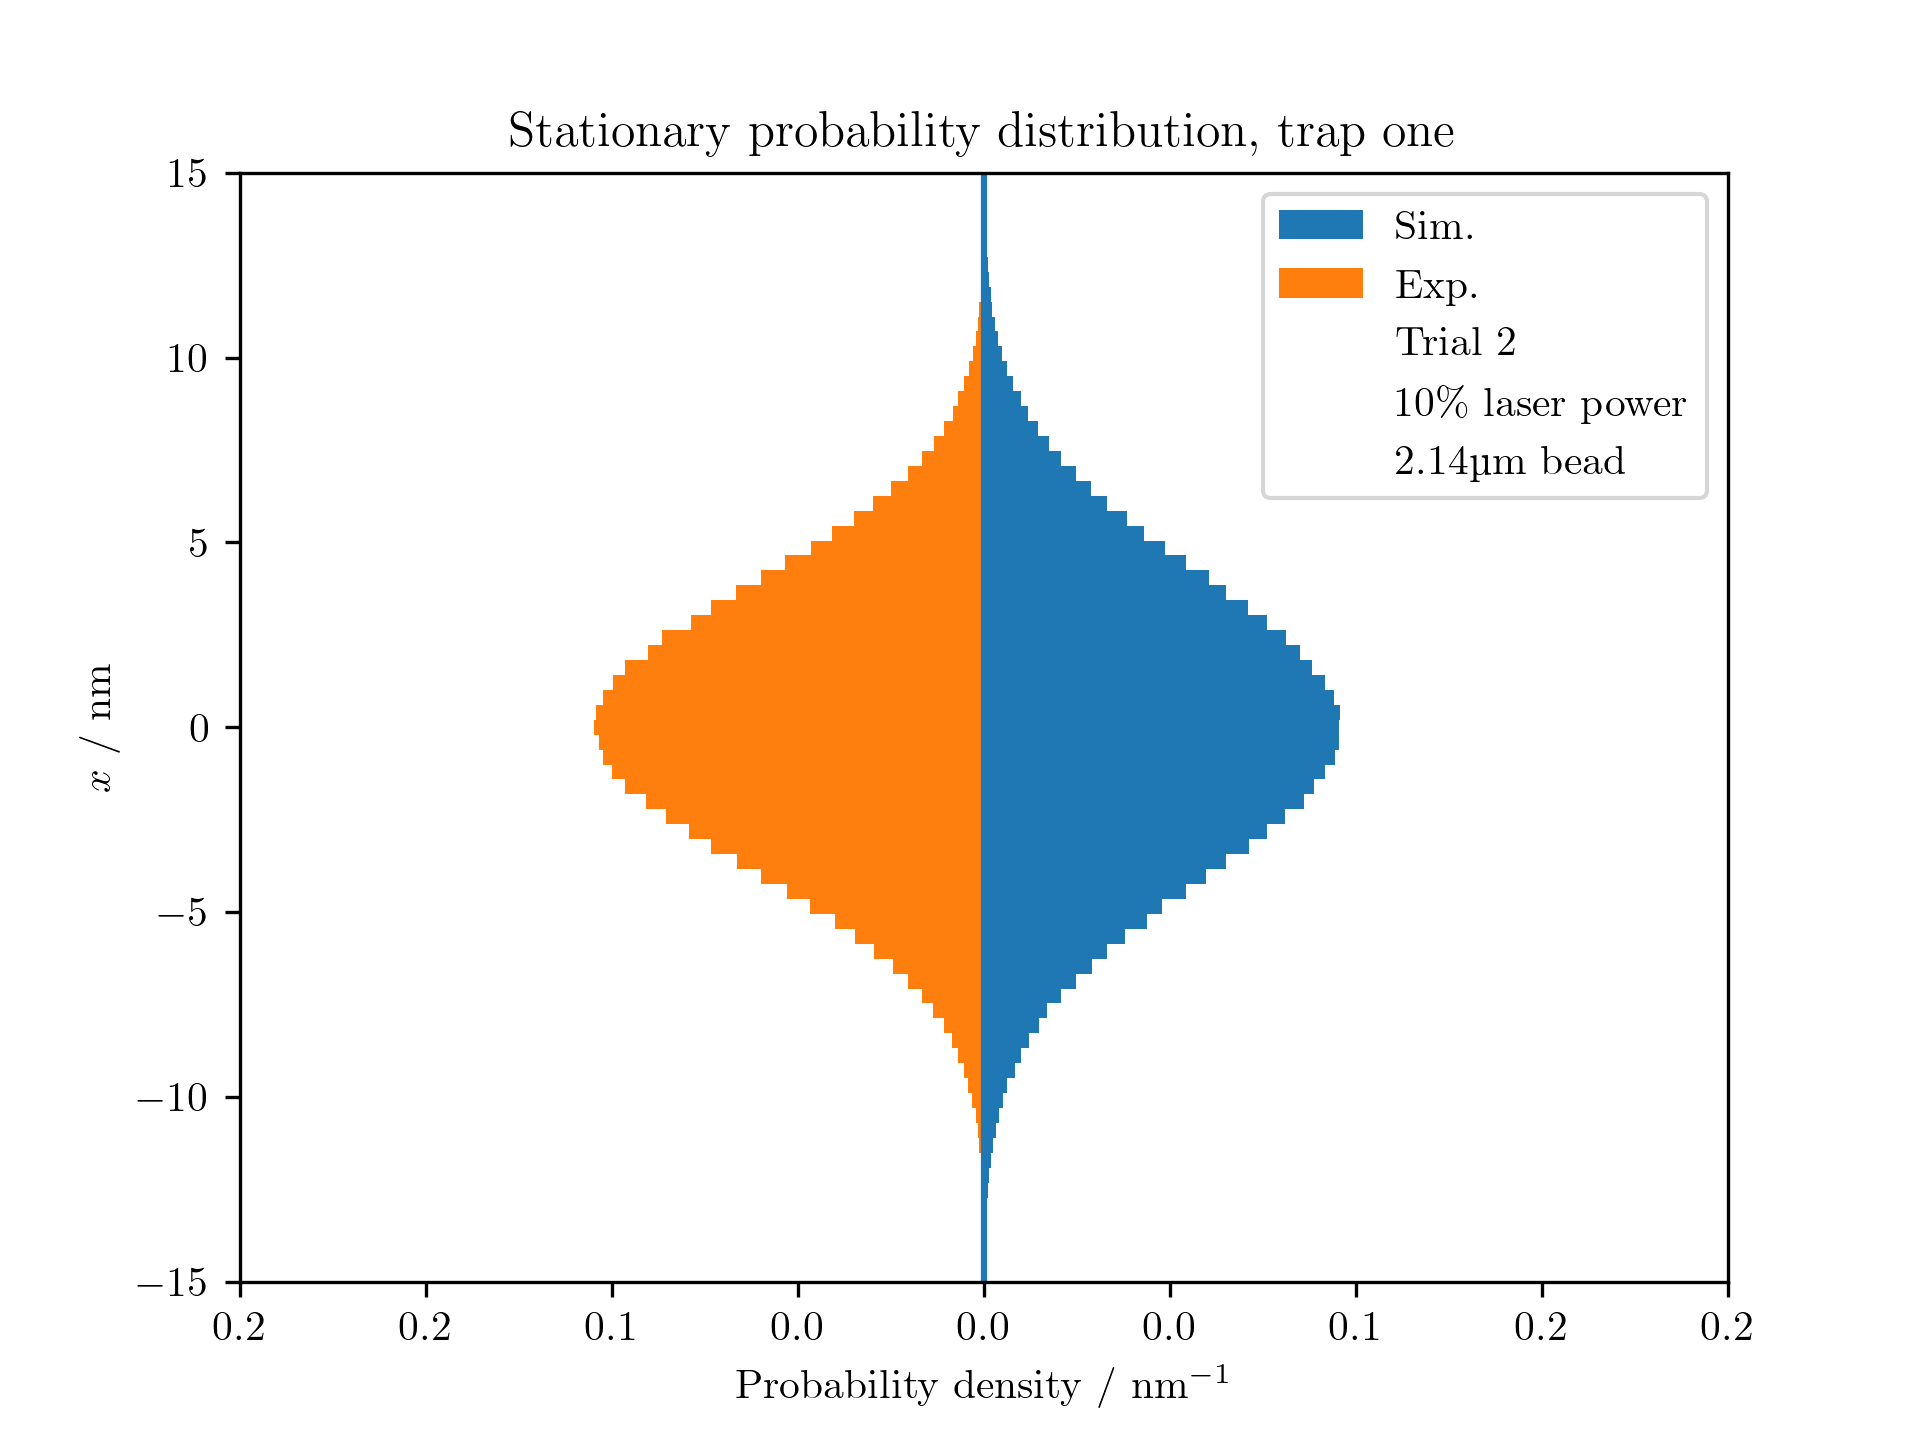 Stationary probability distribution, trap one
15
10
5
0
−5
−10
−15
x / nm
Sim.
Exp.
Trial 2
10% laser power
2.14µm bead
0.2 0.2 0.1 0.0 0.0 0.0 0.1 0.2 0.2
Probability density / nm⁻¹